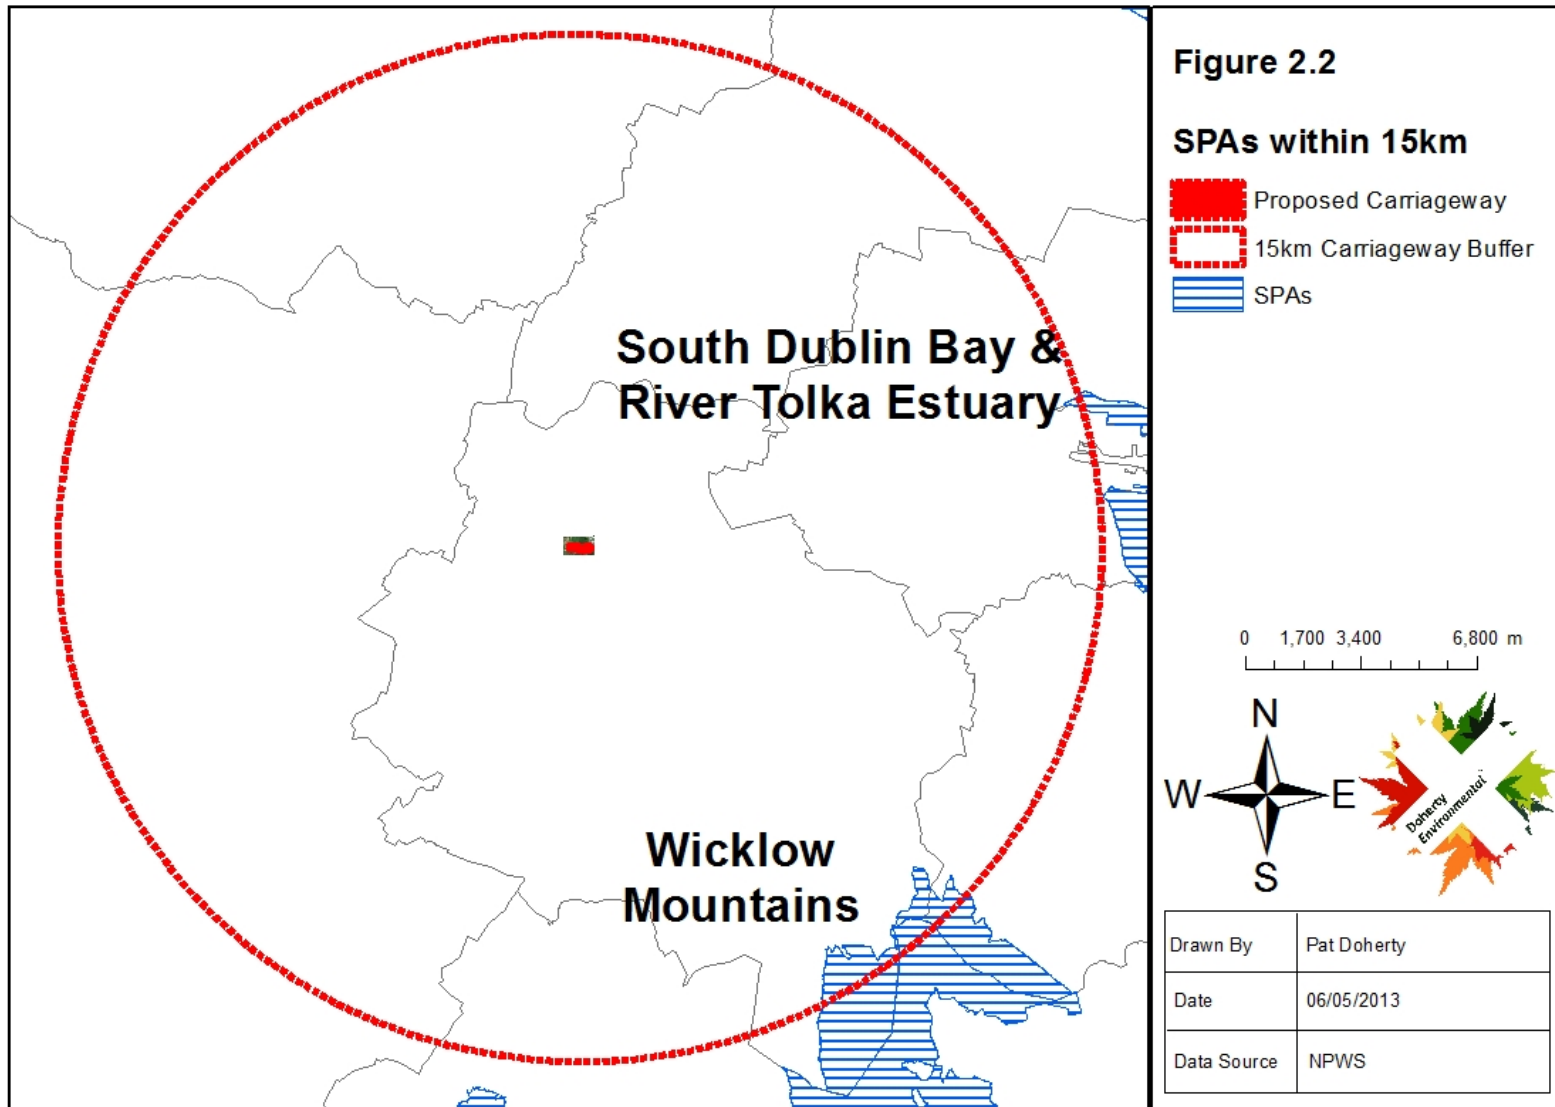 South Dublin Bay &
River Tolka Estuary
Wicklow
Mountains
Figure 2.2
SPAs within 15km
Proposed Carriageway
15km Carriageway Buffer
SPAs
0 1,700 3,400 6,800 m
N
W E
S
Doherty
Environmental
Drawn By Pat Doherty
Date 06/05/2013
Data Source NPWS